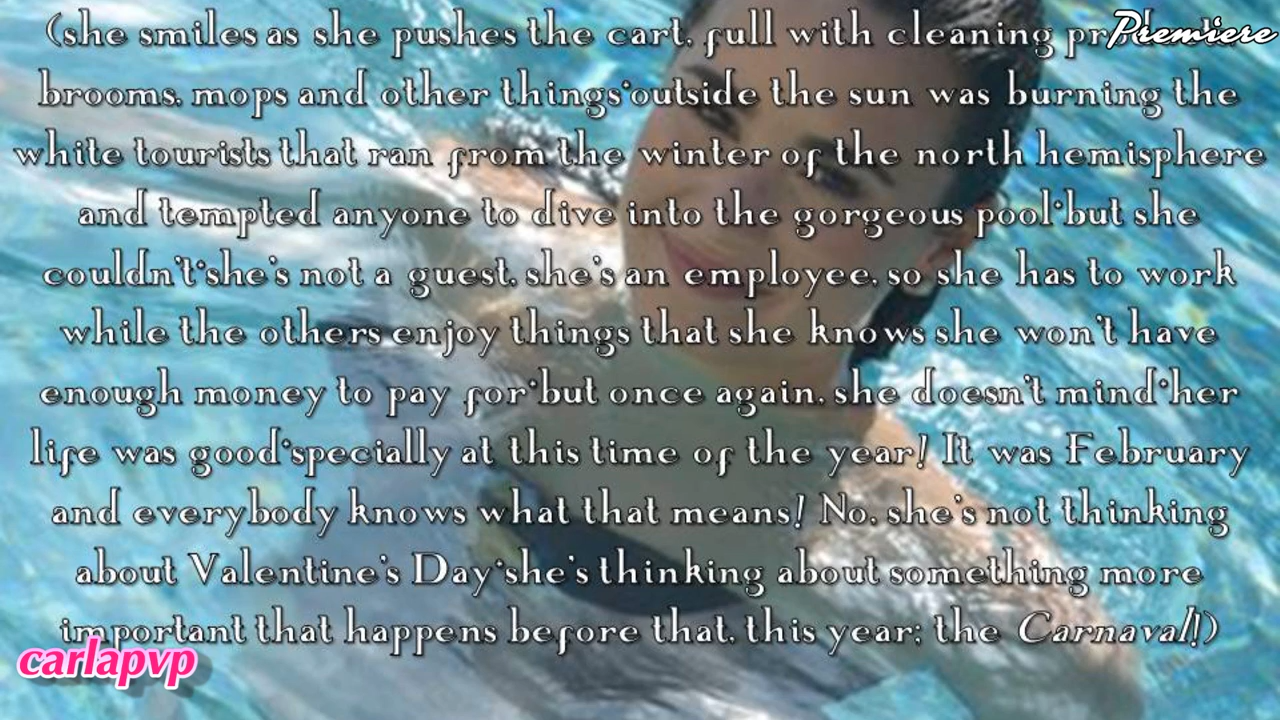 (she smiles as she pushes the cart, full with cleaning
Premiere
brooms, mops and other things*outside the sun was burning the
white tourists that ran from the winter of the north hemisphere
and tempted anyone to dive into the gorgeous pool*but she
couldn't*she's not a guest, she's an employee, so she has to work
while the others enjoy things that she knows she won't have
enough money to pay for*but once again, she doesn't mind*her
life was good*specially at this time of the year! It was February
and everybody knows what that means! No, she's not thinking
about Valentine's Day*she's thinking about something more
important that happens before that, this year; the Carnaval!)
carlapvp